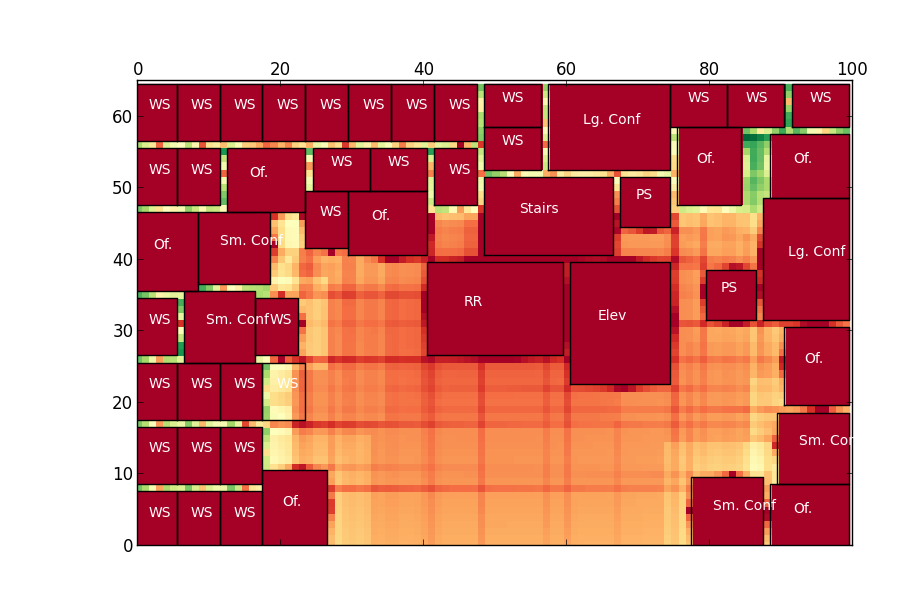 0 20 40 60 80 100
60 50 40 30 20 10 0
WS WS WS WS WS WS WS WS WS Lg. Conf WS WS WS
WS
WS WS Of. WS WS WS Of. Of.
WS Of. Stairs PS
Of. Sm. Conf Lg. Conf
WS Sm. Conf WS RR Elev PS
WS WS WS WS Of.
WS WS WS Sm. Cor
WS WS WS Of. Sm. Conf Of.